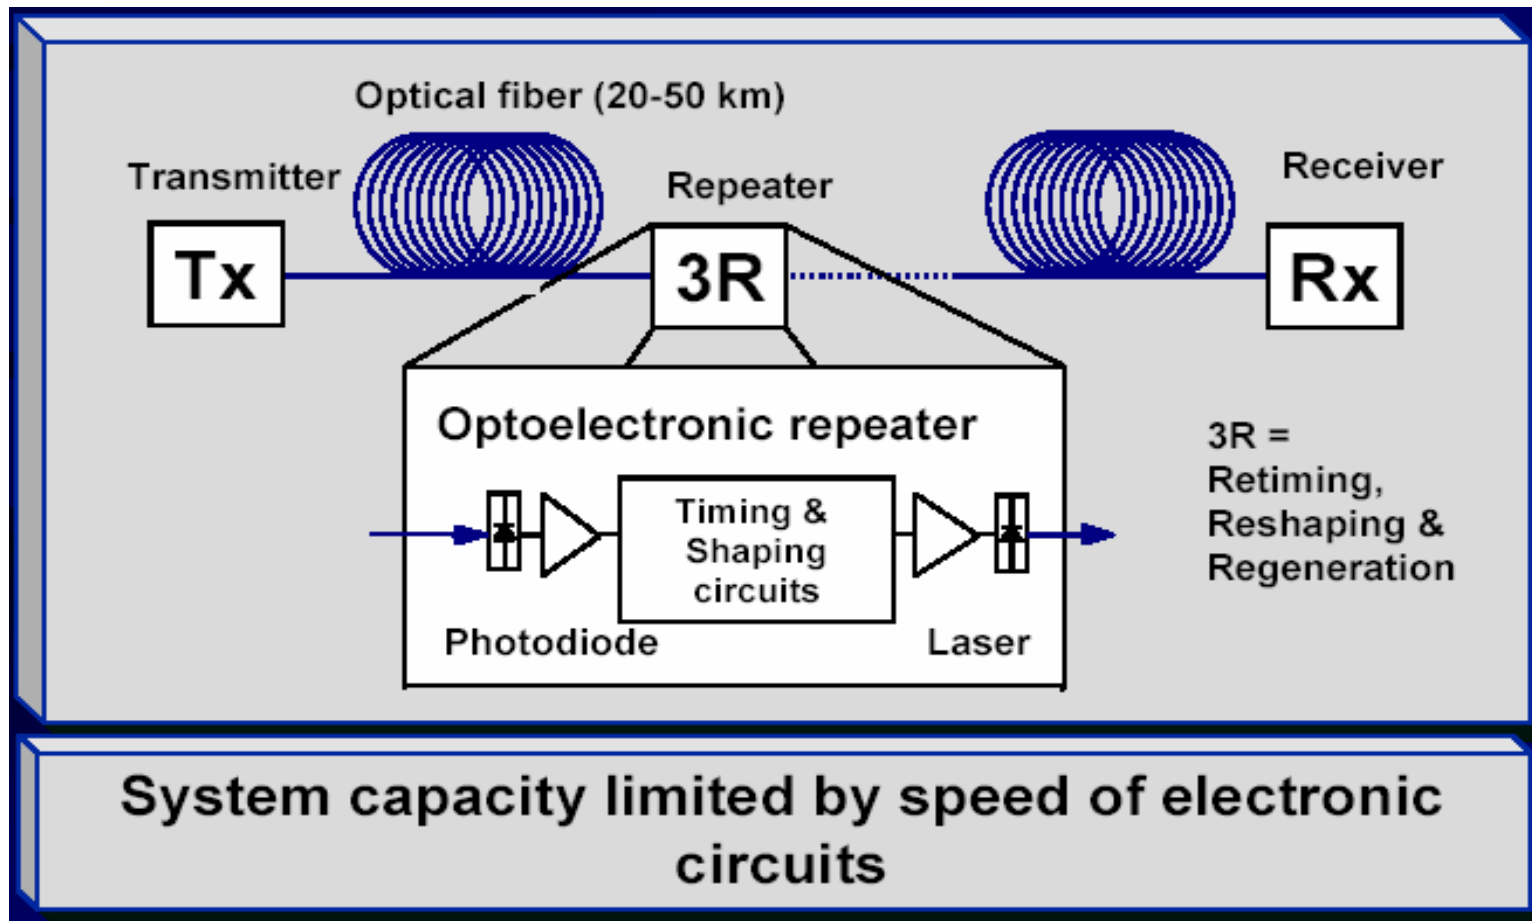 Optical fiber (20-50 km)
Transmitter
Repeater
Receiver
Tx
3R
Rx
Optoelectronic repeater
Timing &
Shaping
circuits
Photodiode
Laser
3R =
Retiming,
Reshaping &
Regeneration
System capacity limited by speed of electronic
circuits